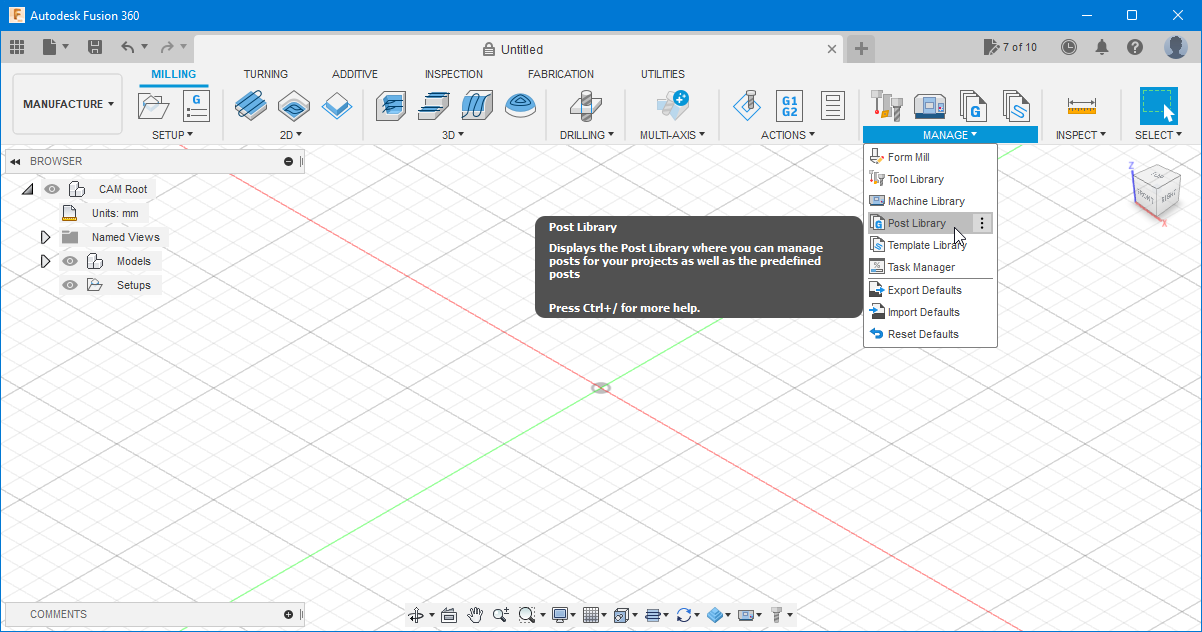 Autodesk Fusion 360
Untitled
7 of 10
MANUFACTURE
MILLING
TURNING
ADDITIVE
INSPECTION
FABRICATION
UTILITIES
G
G1
G2
G
SETUP
2D
3D
DRILLING
MULTI-AXIS
ACTIONS
MANAGE
INSPECT
SELECT
BROWSER
CAM Root
Units: mm
Named Views
Models
Setups
Form Mill
Tool Library
Machine Library
Post Library
Template Library
Task Manager
Export Defaults
Import Defaults
Reset Defaults
Post Library
Displays the Post Library where you can manage
posts for your projects as well as the predefined
posts
Press Ctrl+/ for more help.
Z
TOP
FRONT
RIGHT
X
COMMENTS